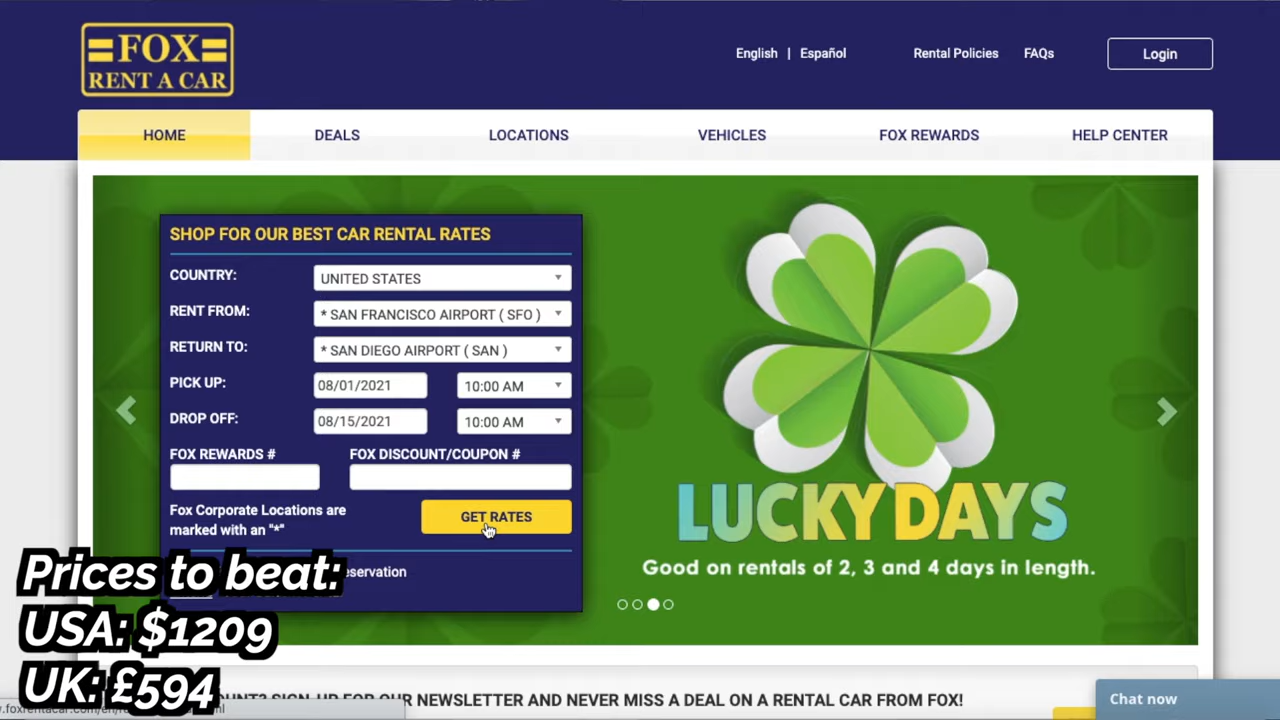 =FOX=
RENT A CAR
English | Español
Rental Policies
FAQs
Login
HOME
DEALS
LOCATIONS
VEHICLES
FOX REWARDS
HELP CENTER
SHOP FOR OUR BEST CAR RENTAL RATES
COUNTRY:
UNITED STATES
RENT FROM:
* SAN FRANCISCO AIRPORT ( SFO )
RETURN TO:
* SAN DIEGO AIRPORT ( SAN )
PICK UP:
08/01/2021
10:00 AM
DROP OFF:
08/15/2021
10:00 AM
FOX REWARDS #
FOX DISCOUNT/COUPON #
Fox Corporate Locations are
marked with an "*"
GET RATES
LUCKY DAYS
Good on rentals of 2, 3 and 4 days in length.
Prices to beat:
USA: $1209
UK: £594
SIGN-UP FOR OUR NEWSLETTER AND NEVER MISS A DEAL ON A RENTAL CAR FROM FOX!
Chat now